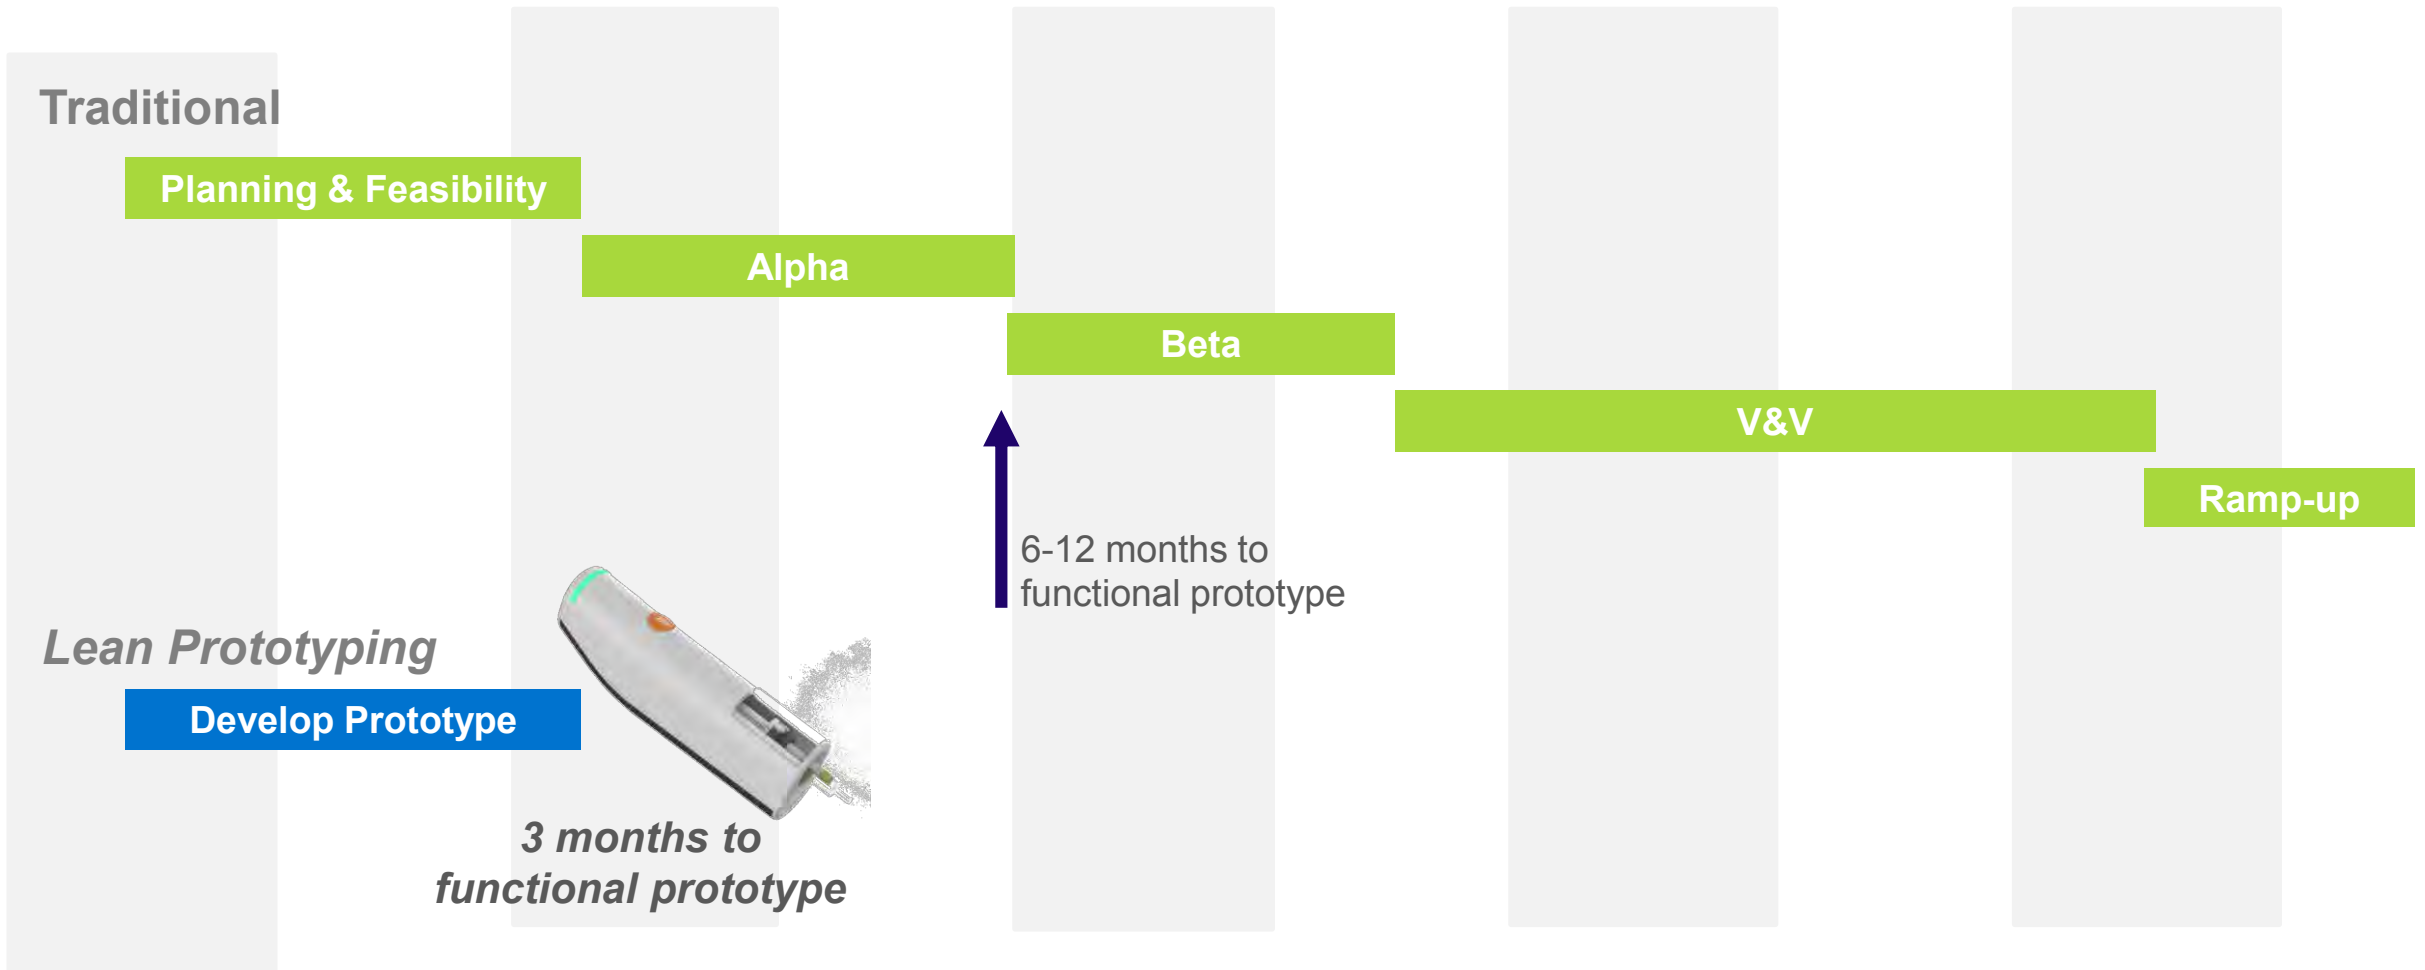 Traditional
Planning & Feasibility
Alpha
Beta
V&V
Ramp-up
6-12 months to
functional prototype
Lean Prototyping
Develop Prototype
3 months to
functional prototype